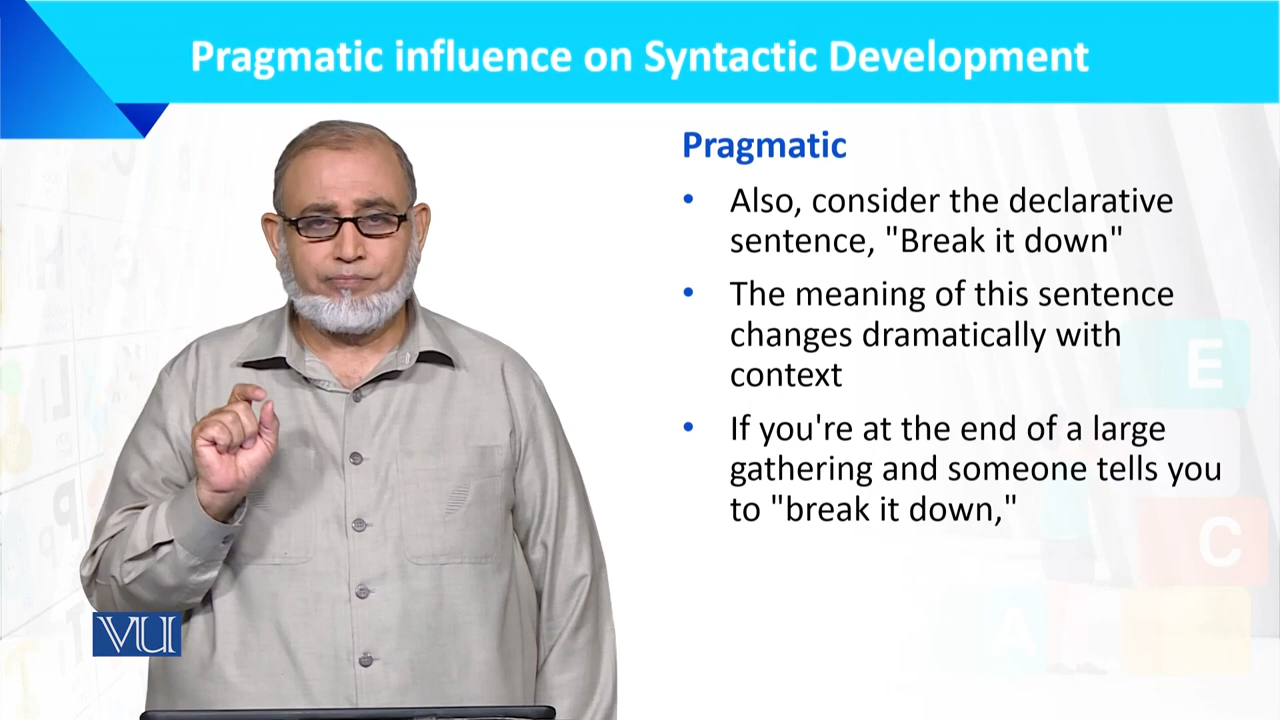 Pragmatic influence on Syntactic Development
Pragmatic
• Also, consider the declarative
sentence, "Break it down"
• The meaning of this sentence
changes dramatically with
context
• If you're at the end of a large
gathering and someone tells you
to "break it down,"
VU
E
C
A